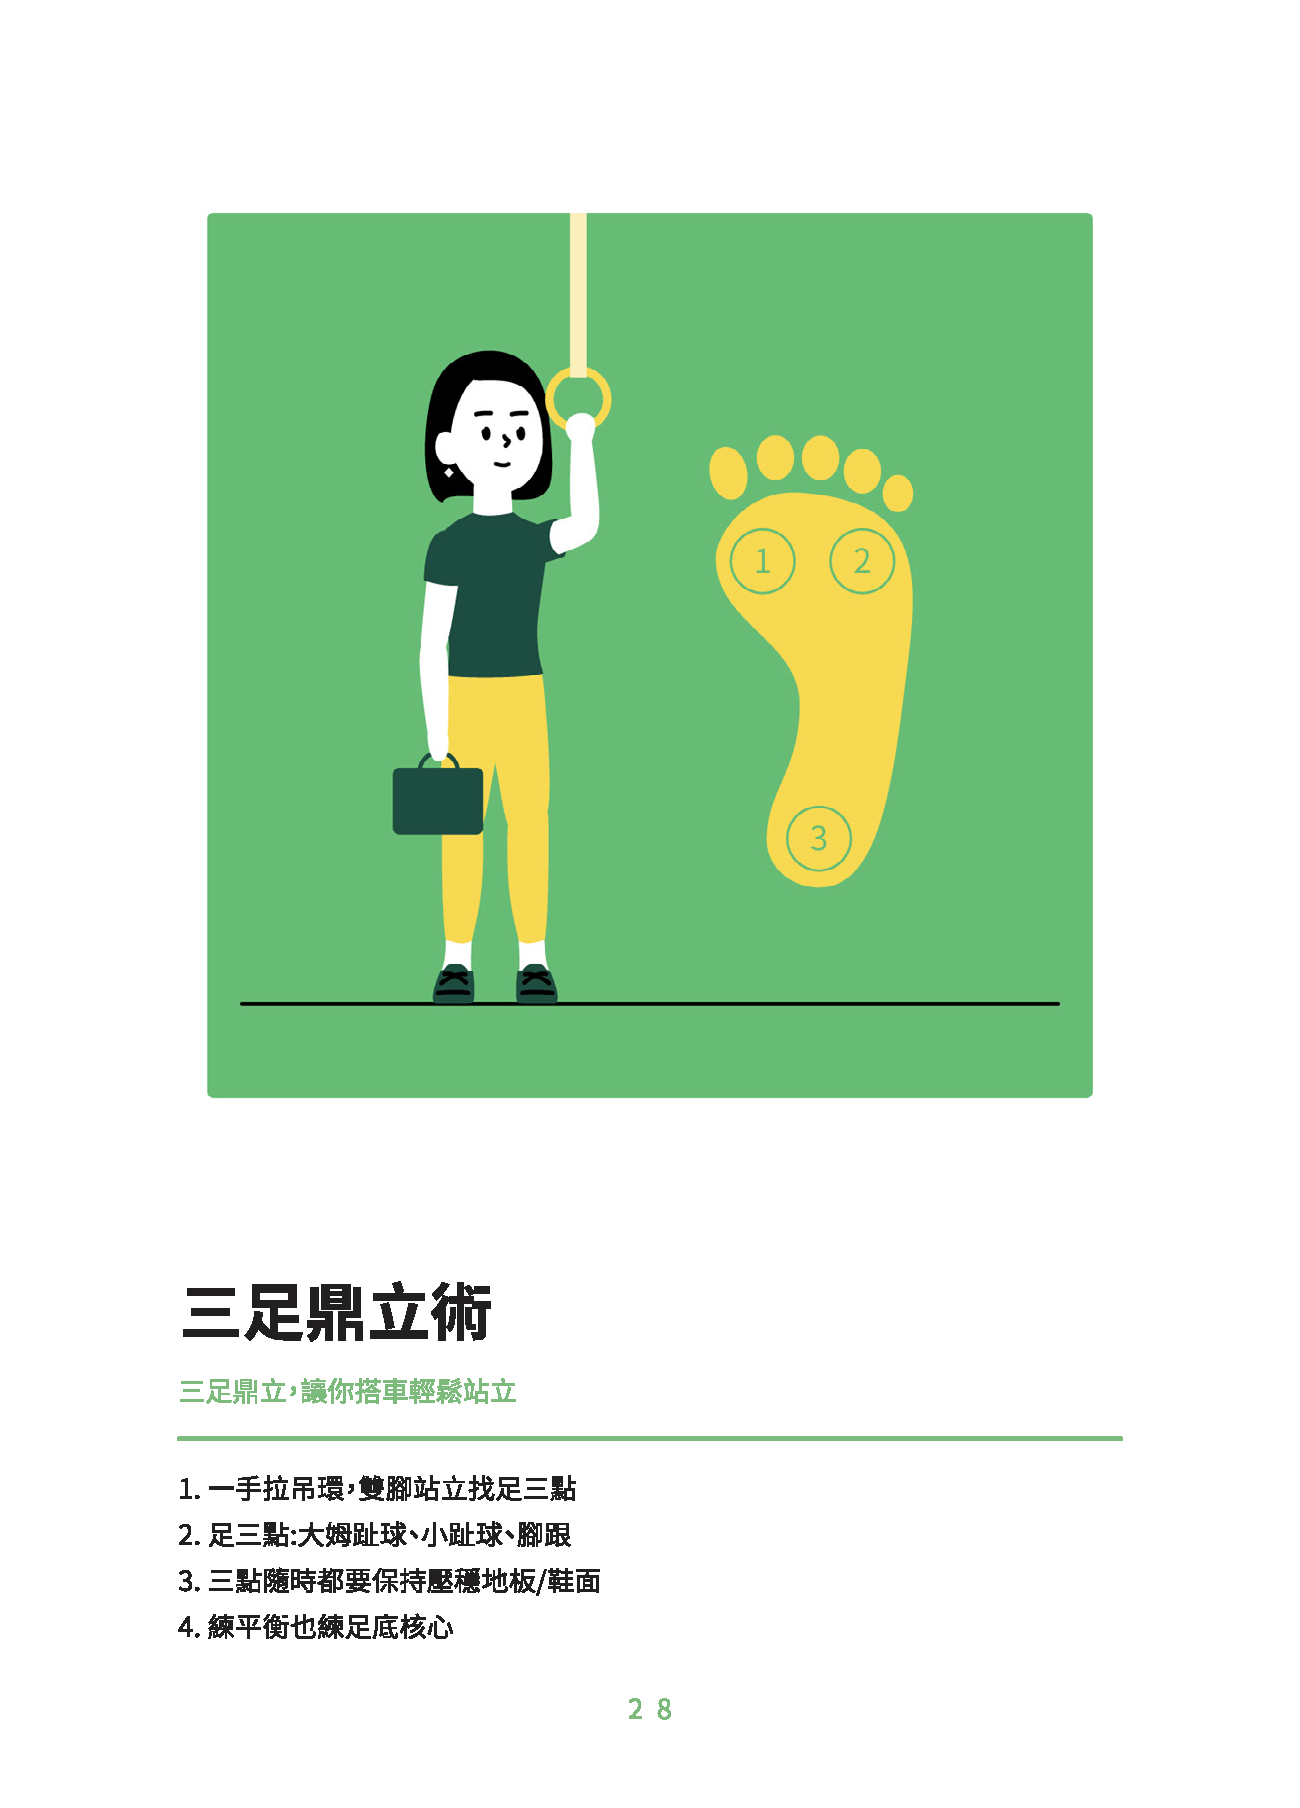 1
2
3
三足鼎立術
三足鼎立，讓你搭車輕鬆站立
1. 一手拉吊環，雙腳站立找足三點
2. 足三點:大姆趾球、小趾球、腳跟
3. 三點隨時都要保持壓穩地板/鞋面
4. 練平衡也練足底核心
28